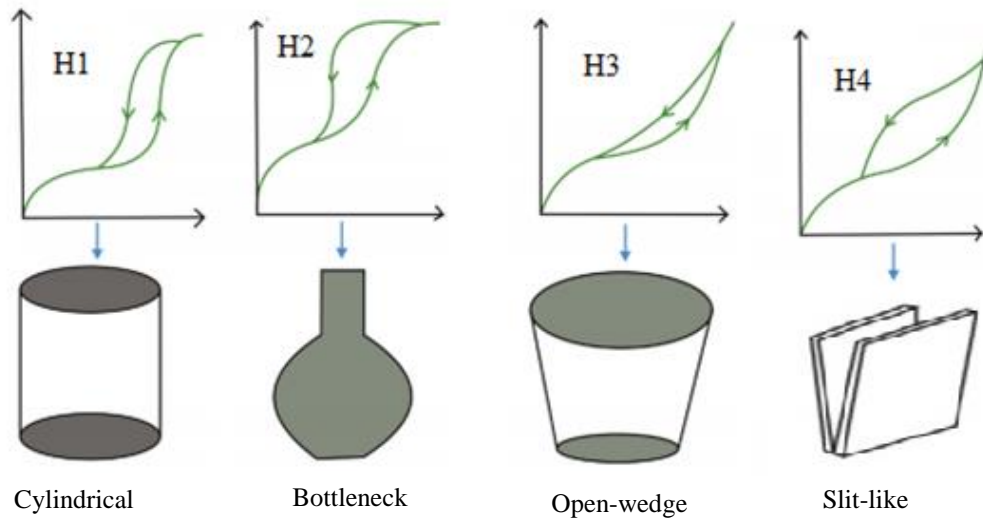 H1
H2
H3
H4
Cylindrical
Bottleneck
Open-wedge
Slit-like